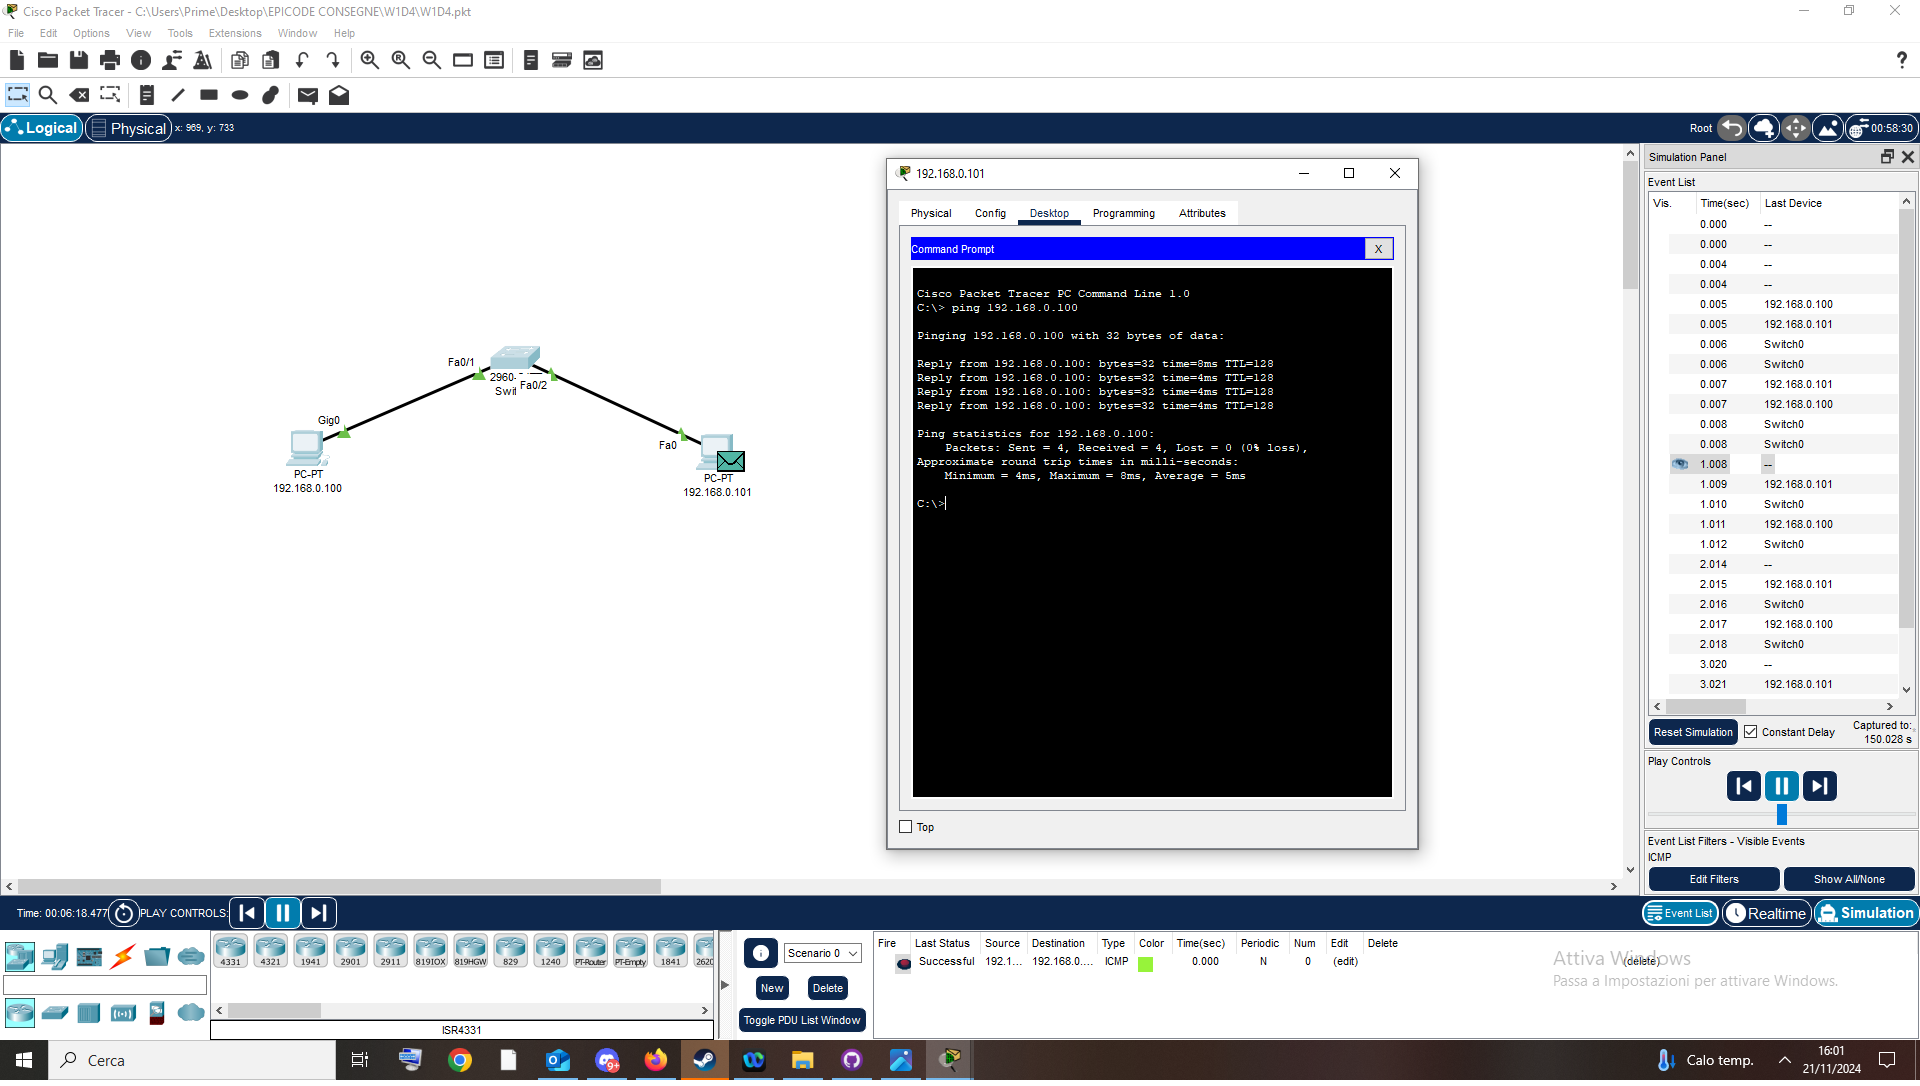 Cisco Packet Tracer - C:\Users\Prime\Desktop\EPICODE CONSEGNE\W1D4\W1D4.pkt
File Edit Options View Tools Extensions Window Help
Logical Physical x: 969, y: 733
Root 00:58:30
Fa0/1
2960-
Swit Fa0/2
Gig0
PC-PT
192.168.0.100
Fa0
PC-PT
192.168.0.101
192.168.0.101
Physical Config Desktop Programming Attributes
Command Prompt X
Cisco Packet Tracer PC Command Line 1.0
C:\> ping 192.168.0.100
Pinging 192.168.0.100 with 32 bytes of data:
Reply from 192.168.0.100: bytes=32 time=8ms TTL=128
Reply from 192.168.0.100: bytes=32 time=4ms TTL=128
Reply from 192.168.0.100: bytes=32 time=4ms TTL=128
Reply from 192.168.0.100: bytes=32 time=4ms TTL=128
Ping statistics for 192.168.0.100:
Packets: Sent = 4, Received = 4, Lost = 0 (0% loss),
Approximate round trip times in milli-seconds:
Minimum = 4ms, Maximum = 8ms, Average = 5ms
C:\>
Top
Simulation Panel
Event List
Vis. Time(sec) Last Device
0.000 --
0.000 --
0.004 --
0.004 --
0.005 192.168.0.100
0.005 192.168.0.101
0.006 Switch0
0.006 Switch0
0.007 192.168.0.101
0.007 192.168.0.100
0.008 Switch0
0.008 Switch0
1.008 --
1.009 192.168.0.101
1.010 Switch0
1.011 192.168.0.100
1.012 Switch0
2.014 --
2.015 192.168.0.101
2.016 Switch0
2.017 192.168.0.100
2.018 Switch0
3.020 --
3.021 192.168.0.101
Reset Simulation Constant Delay Captured to:
150.028 s
Play Controls
Event List Filters - Visible Events
ICMP
Edit Filters Show All/None
Time: 00:06:18.477 PLAY CONTROLS:
Event List Realtime Simulation
4331 4321 1941 2901 2911 819IOX 819HGW 829 1240 PT-Router PT-Empty 1841 2620
ISR4331
Scenario 0
New Delete
Toggle PDU List Window
Fire Last Status Source Destination Type Color Time(sec) Periodic Num Edit Delete
Successful 192.1... 192.168.0.... ICMP 0.000 N 0 (edit) (delete)
Attiva Windows
Passa a Impostazioni per attivare Windows.
Cerca
9+
Calo temp.
16:01
21/11/2024